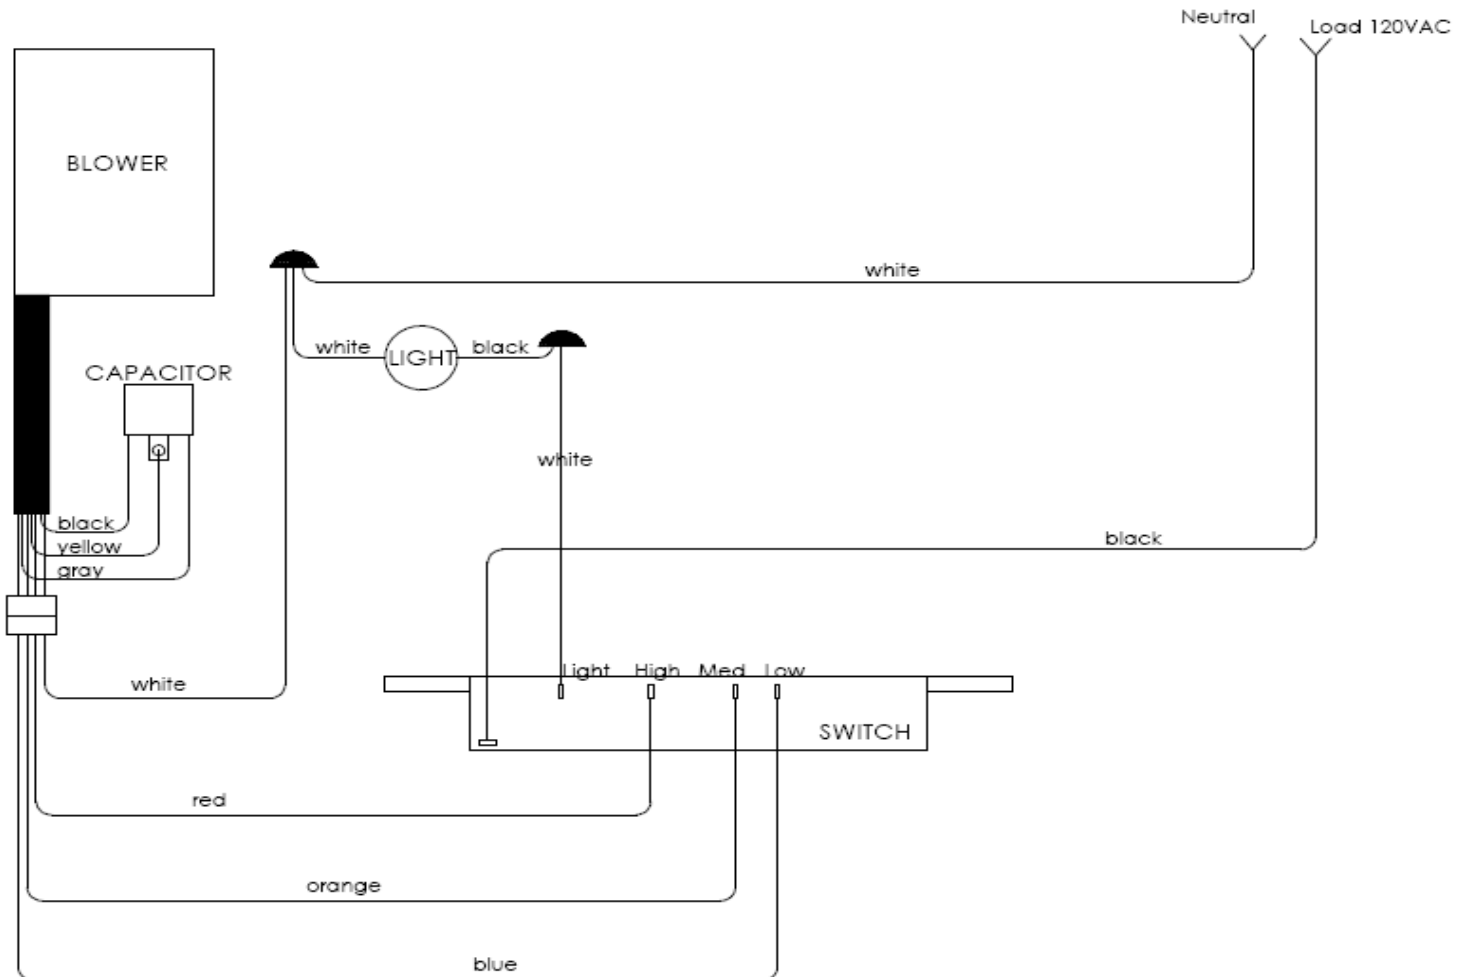 Neutral
Load 120VAC
BLOWER
white
white
LIGHT
black
CAPACITOR
white
black
black
yellow
gray
Light
High
Med
Low
white
SWITCH
red
orange
blue